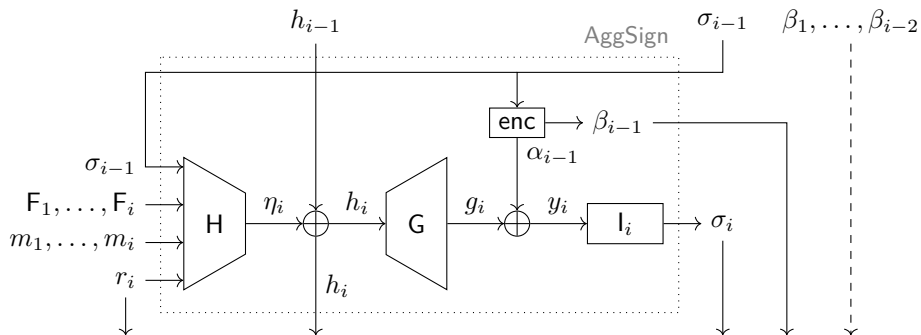 h_{i−1} σ_{i−1} β_1, . . . , β_{i−2}
AggSign
enc β_{i−1}
α_{i−1}
σ_{i−1}
F_1, . . . , F_i H η_i h_i G g_i y_i I_i σ_i
m_1, . . . , m_i
r_i h_i